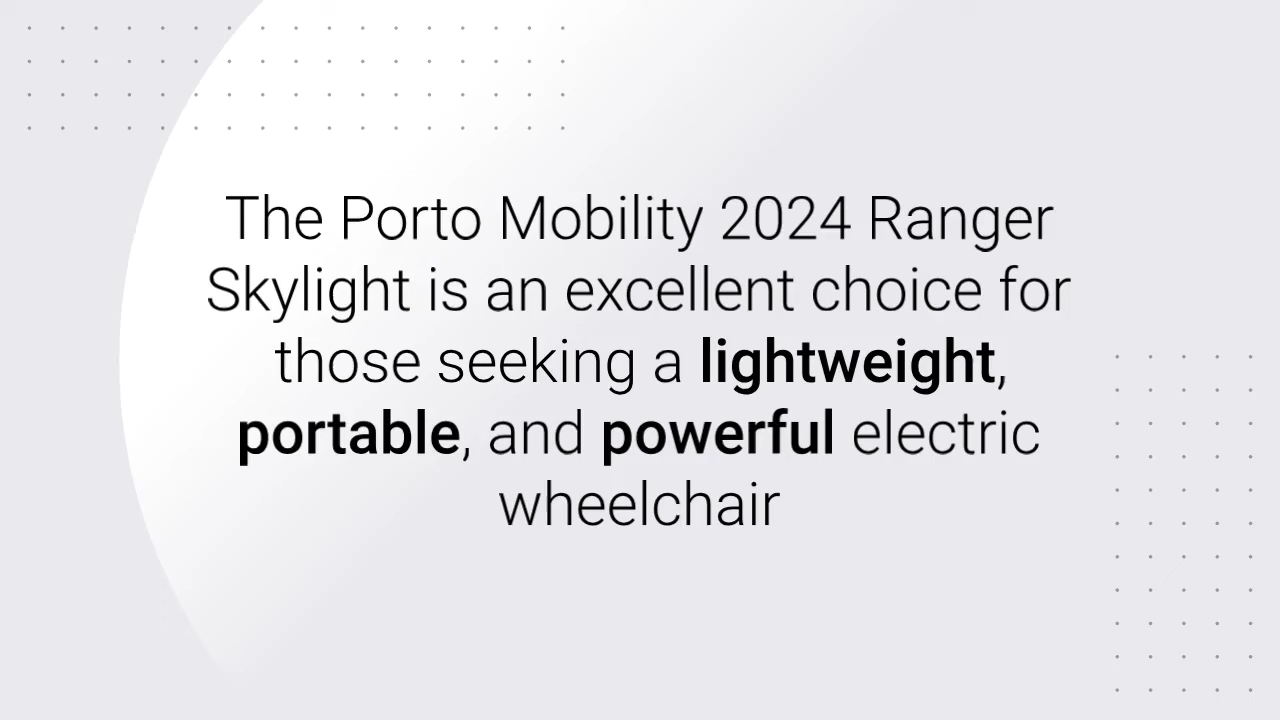 The Porto Mobility 2024 Ranger
Skylight is an excellent choice for
those seeking a lightweight,
portable, and powerful electric
wheelchair